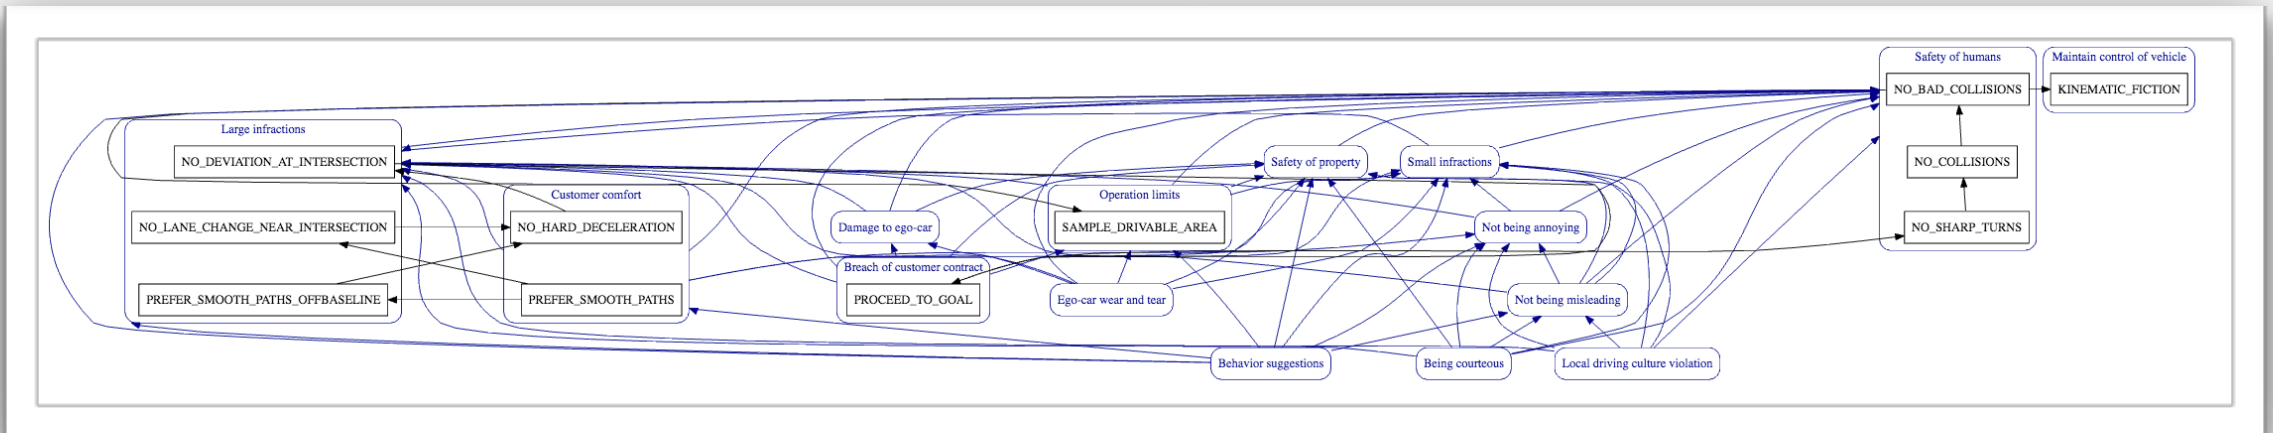 Safety of humans
Maintain control of vehicle
NO_BAD_COLLISIONS
KINEMATIC_FICTION
Large infractions
NO_DEVIATION_AT_INTERSECTION
Safety of property
Small infractions
NO_COLLISIONS
Customer comfort
Operation limits
NO_LANE_CHANGE_NEAR_INTERSECTION
NO_HARD_DECELERATION
Damage to ego-car
SAMPLE_DRIVABLE_AREA
Not being annoying
NO_SHARP_TURNS
Breach of customer contract
PREFER_SMOOTH_PATHS_OFFBASELINE
PREFER_SMOOTH_PATHS
PROCEED_TO_GOAL
Ego-car wear and tear
Not being misleading
Behavior suggestions
Being courteous
Local driving culture violation